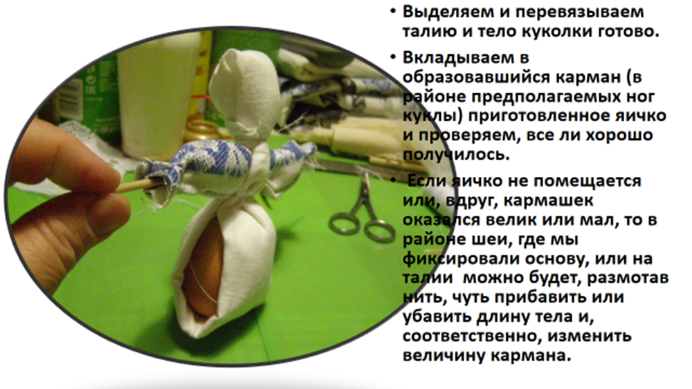 • Выделяем и перевязываем
талию и тело куколки готово.
• Вкладываем в
образовавшийся карман (в
районе предполагаемых ног
куклы) приготовленное яичко
и проверяем, все ли хорошо
получилось.
• Если яичко не помещается
или, вдруг, кармашек
оказался велик или мал, то в
районе шеи, где мы
фиксировали основу, или на
талии можно будет, размотав
нить, чуть прибавить или
убавить длину тела и,
соответственно, изменить
величину кармана.